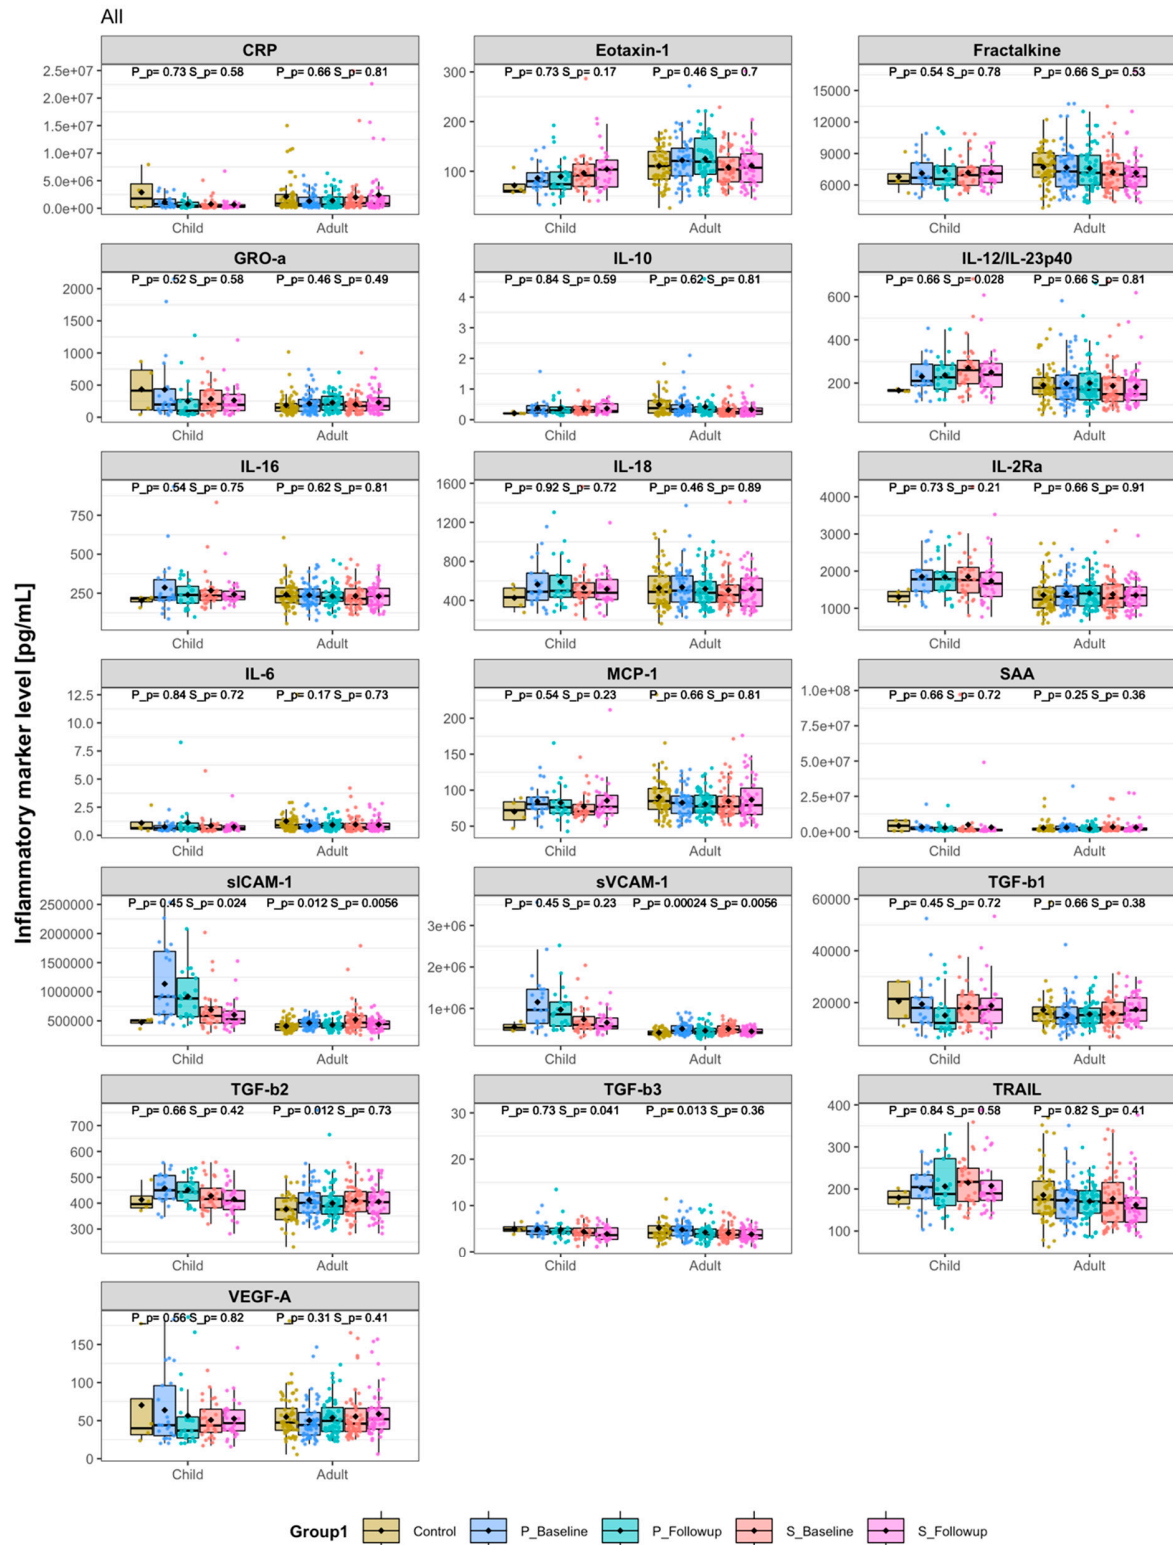 All
CRP
P_p= 0.73 S_p= 0.58 P_p= 0.66 S_p= 0.81
2.5e+07
2.0e+07
1.5e+07
1.0e+07
5.0e+06
0.0e+00
Child Adult
Eotaxin-1
P_p= 0.73 S_p= 0.17 P_p= 0.46 S_p= 0.7
300
200
100
Child Adult
Fractalkine
P_p= 0.54 S_p= 0.78 P_p= 0.66 S_p= 0.53
15000
12000
9000
6000
Child Adult
GRO-a
P_p= 0.52 S_p= 0.58 P_p= 0.46 S_p= 0.49
2000
1500
1000
500
0
Child Adult
IL-10
P_p= 0.84 S_p= 0.59 P_p= 0.62 S_p= 0.81
4
3
2
1
0
Child Adult
IL-12/IL-23p40
P_p= 0.66 S_p= 0.028 P_p= 0.66 S_p= 0.81
600
400
200
Child Adult
IL-16
P_p= 0.54 S_p= 0.75 P_p= 0.62 S_p= 0.81
750
500
250
Child Adult
IL-18
P_p= 0.92 S_p= 0.72 P_p= 0.46 S_p= 0.89
1600
1200
800
400
Child Adult
IL-2Ra
P_p= 0.73 S_p= 0.21 P_p= 0.66 S_p= 0.91
4000
3000
2000
1000
Child Adult
Inflammatory marker level [pg/mL]
IL-6
P_p= 0.84 S_p= 0.72 P_p= 0.17 S_p= 0.73
12.5
10.0
7.5
5.0
2.5
0.0
Child Adult
MCP-1
P_p= 0.54 S_p= 0.23 P_p= 0.66 S_p= 0.81
200
150
100
50
Child Adult
SAA
P_p= 0.66 S_p= 0.72 P_p= 0.25 S_p= 0.36
1.0e+08
7.5e+07
5.0e+07
2.5e+07
0.0e+00
Child Adult
sICAM-1
P_p= 0.45 S_p= 0.024 P_p= 0.012 S_p= 0.0056
2500000
2000000
1500000
1000000
500000
Child Adult
sVCAM-1
P_p= 0.45 S_p= 0.23 P_p= 0.00024 S_p= 0.0056
3e+06
2e+06
1e+06
Child Adult
TGF-b1
P_p= 0.45 S_p= 0.72 P_p= 0.66 S_p= 0.38
60000
40000
20000
Child Adult
TGF-b2
P_p= 0.66 S_p= 0.42 P_p= 0.012 S_p= 0.73
700
600
500
400
300
Child Adult
TGF-b3
P_p= 0.73 S_p= 0.041 P_p= 0.013 S_p= 0.36
30
20
10
0
Child Adult
TRAIL
P_p= 0.84 S_p= 0.58 P_p= 0.82 S_p= 0.41
400
300
200
100
Child Adult
VEGF-A
P_p= 0.56 S_p= 0.82 P_p= 0.31 S_p= 0.41
150
100
50
0
Child Adult
Group1 Control P_Baseline P_Followup S_Baseline S_Followup